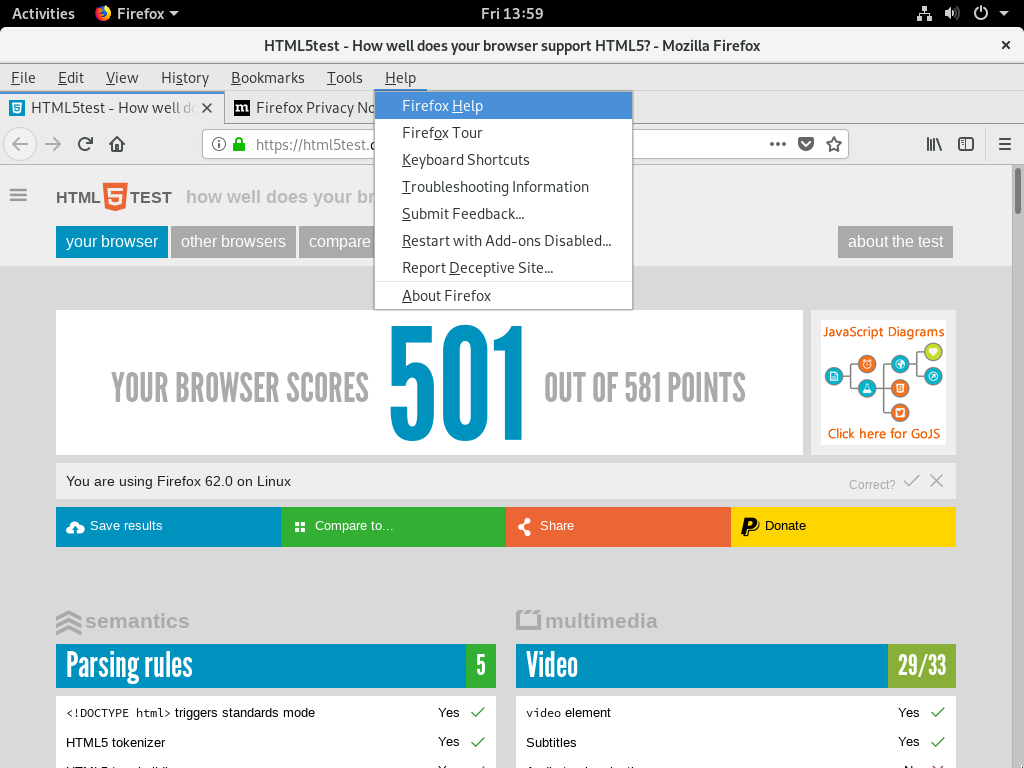 Activities Firefox Fri 13:59
HTML5test - How well does your browser support HTML5? - Mozilla Firefox
File Edit View History Bookmarks Tools Help
HTML5test - How well d Firefox Privacy No
Firefox Help
Firefox Tour
Keyboard Shortcuts
Troubleshooting Information
Submit Feedback...
Restart with Add-ons Disabled...
Report Deceptive Site...
About Firefox
https://html5test.
HTML 5 TEST how well does your br
your browser other browsers compare about the test
YOUR BROWSER SCORES 501 OUT OF 581 POINTS
JavaScript Diagrams
Click here for GoJS
You are using Firefox 62.0 on Linux Correct?
Save results Compare to... Share Donate
semantics
Parsing rules 5
<!DOCTYPE html> triggers standards mode Yes
HTML5 tokenizer Yes
multimedia
Video 29/33
video element Yes
Subtitles Yes